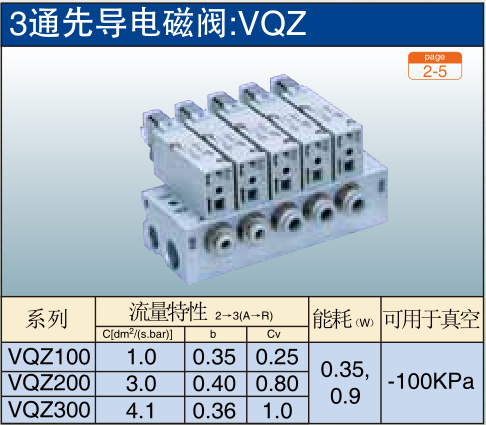 3通先导电磁阀:VQZ
page
2-5
系列 流量特性 2→3(A→R) 能耗(W) 可用于真空
C[dm²/(s.bar)] b Cv
VQZ100 1.0 0.35 0.25 0.35, 0.9 -100KPa
VQZ200 3.0 0.40 0.80
VQZ300 4.1 0.36 1.0